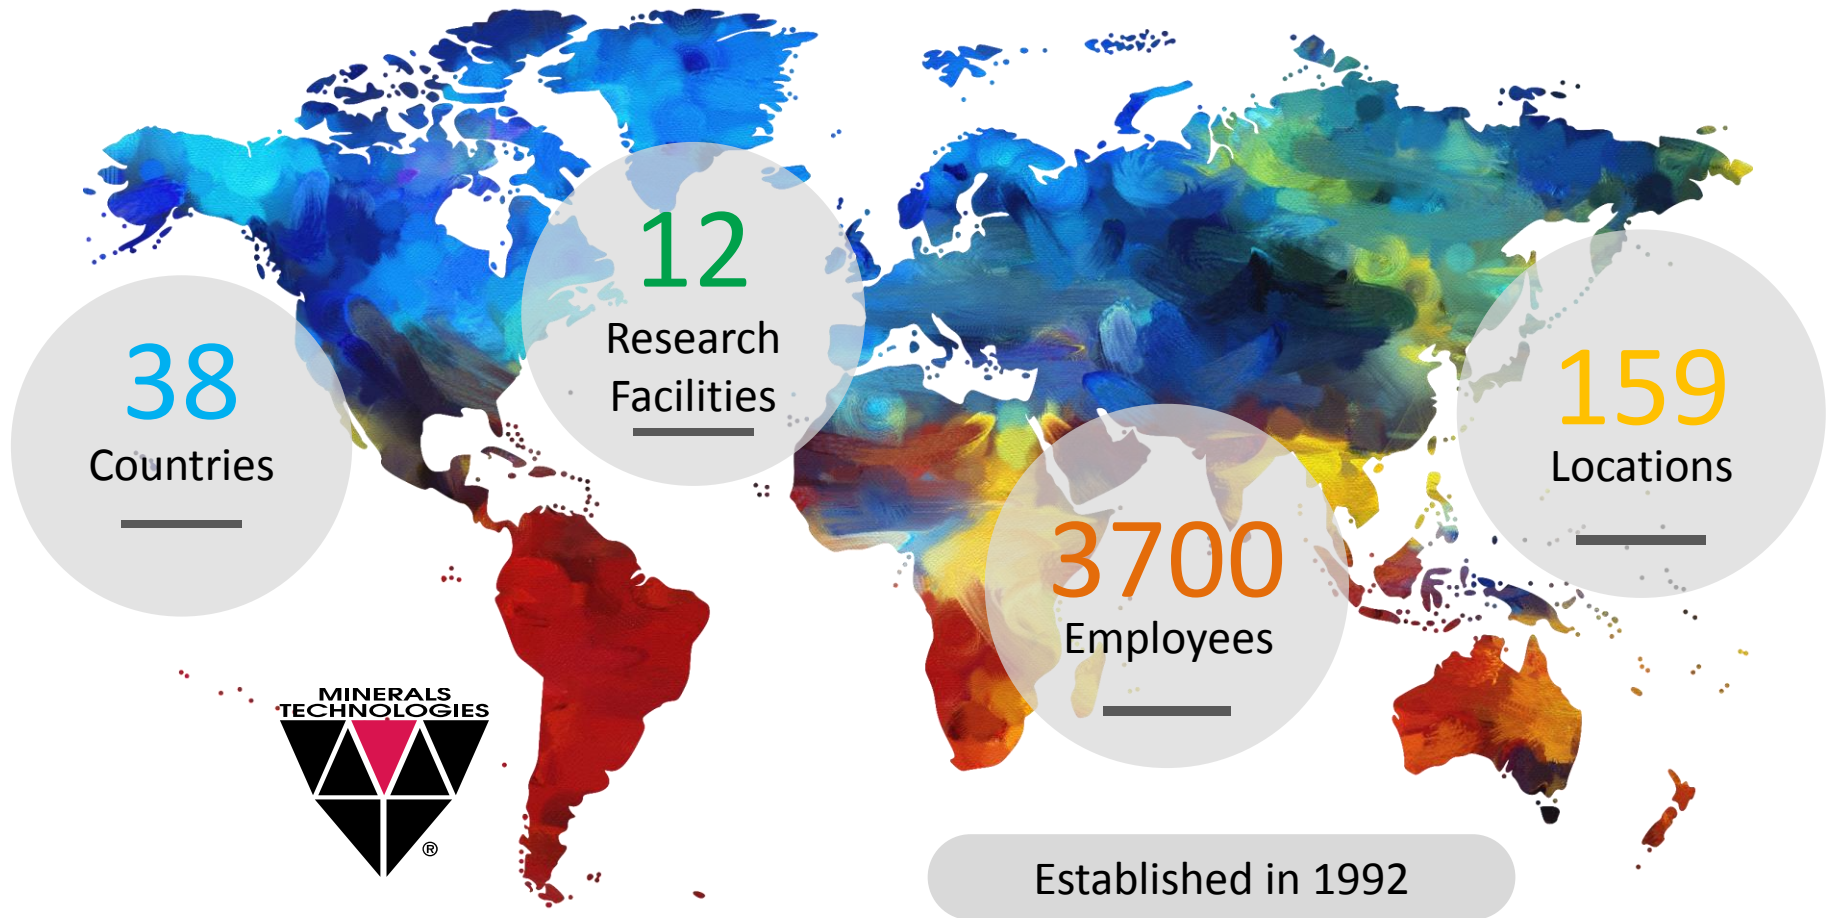 38
Countries
12
Research
Facilities
3700
Employees
159
Locations
MINERALS
TECHNOLOGIES
®
Established in 1992